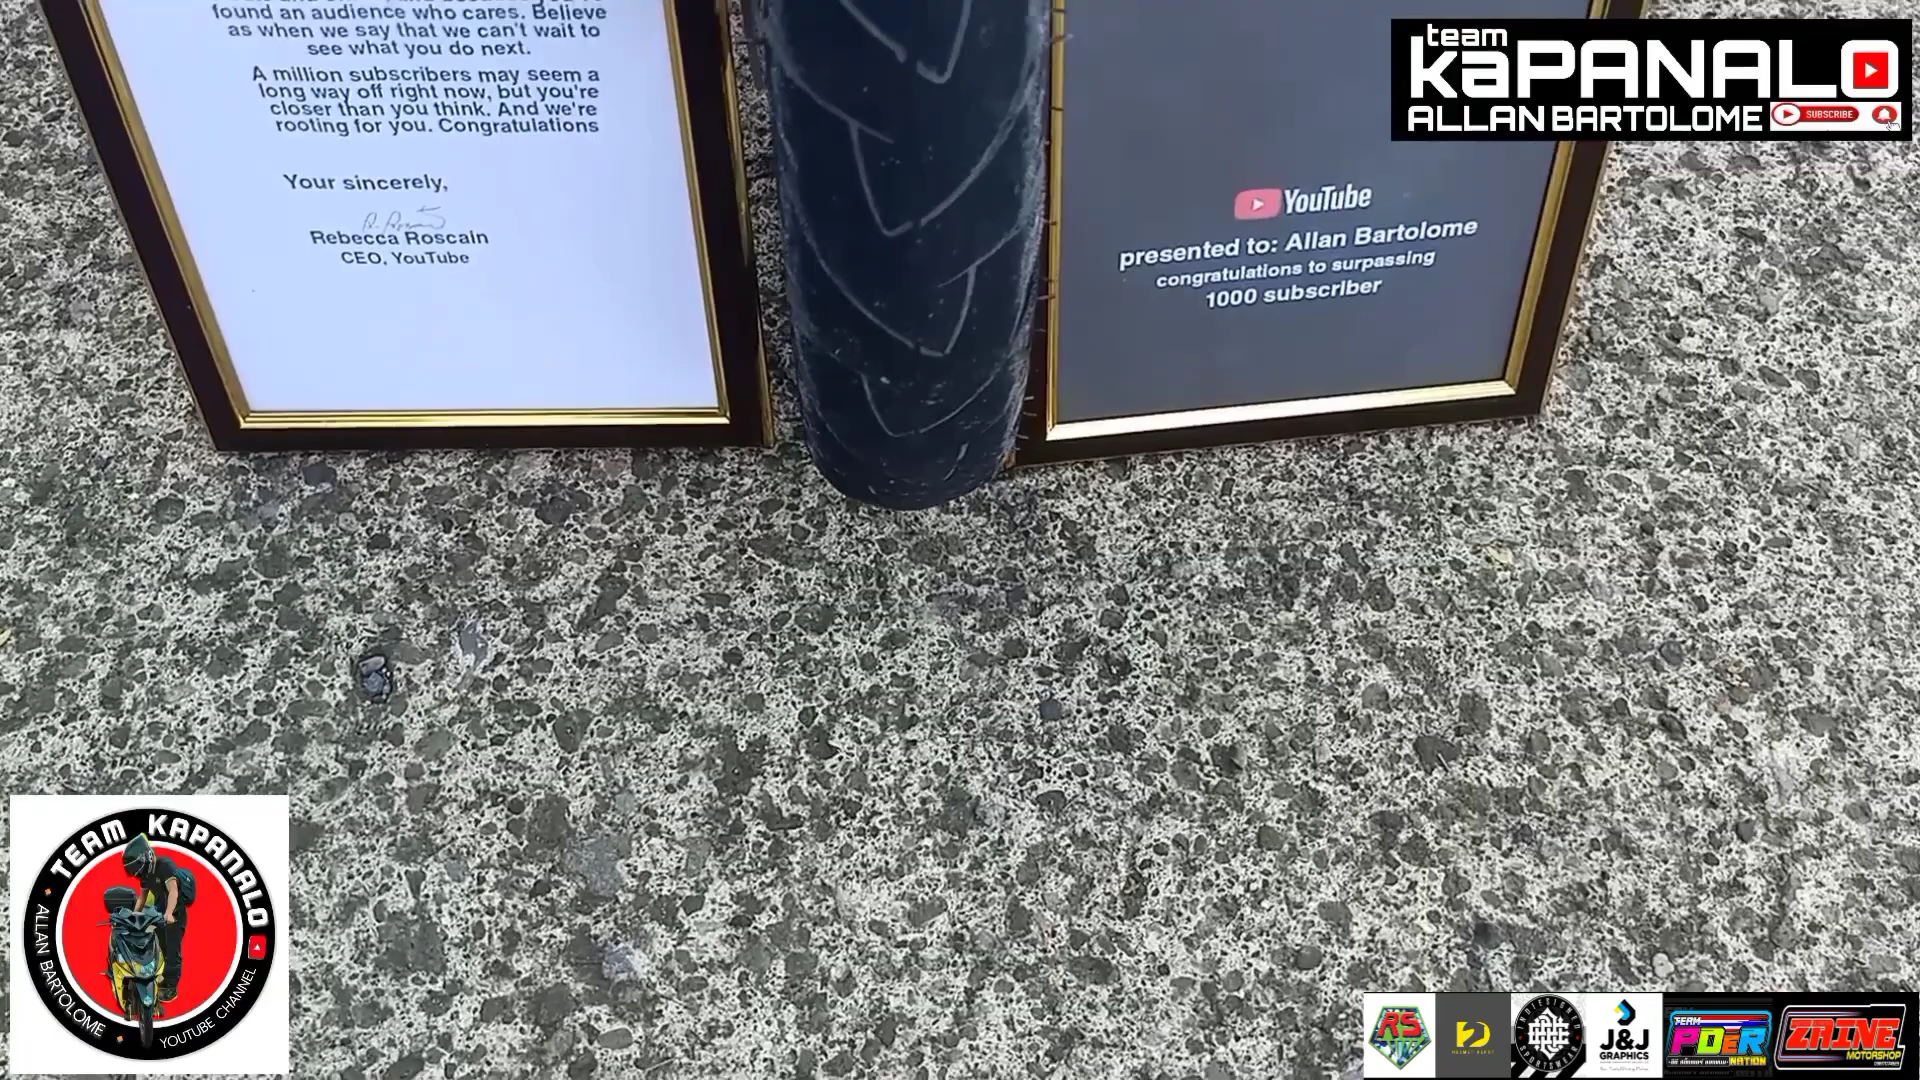 found an audience who cares. Believe
as when we say that we can't wait to
see what you do next.
A million subscribers may seem a
long way off right now, but you're
closer than you think. And we're
rooting for you. Congratulations
Your sincerely,
Rebecca Roscain
CEO, YouTube
YouTube
presented to: Allan Bartolome
congratulations to surpassing
1000 subscriber
team
kaPANALO
ALLAN BARTOLOME
SUBSCRIBE
TEAM KAPANALO
ALLAN BARTOLOME
YOUTUBE CHANNEL
RS
J&J
GRAPHICS
TEAM
PDER
NATION
ZAINE
MOTORSHOP